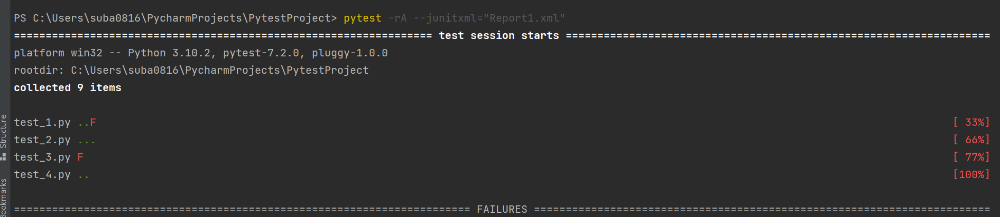 PS C:\Users\suba0816\PycharmProjects\PytestProject> pytest -rA --junitxml="Report1.xml"
================================================================== test session starts ===================================================================
platform win32 -- Python 3.10.2, pytest-7.2.0, pluggy-1.0.0
rootdir: C:\Users\suba0816\PycharmProjects\PytestProject
collected 9 items
test_1.py ..F [ 33%]
test_2.py ... [ 66%]
test_3.py F [ 77%]
test_4.py .. [100%]
======================================================================== FAILURES ========================================================================
Structure
Bookmarks